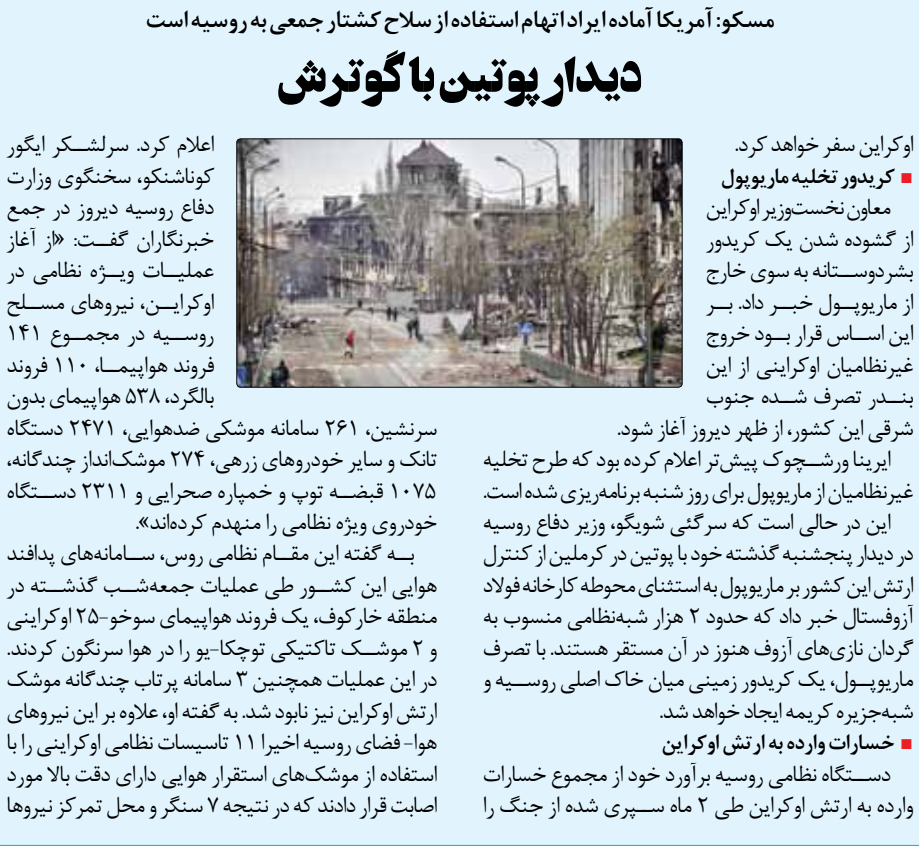 مسکو: آمریکا آماده ایراد اتهام استفاده از سلاح کشتار جمعی به روسیه است
دیدار پوتین با گوترش
اوکراین سفر خواهد کرد.
■ کریدور تخلیه ماریوپول
معاون نخست‌وزیر اوکراین
از گشوده شدن یک کریدور
بشردوستانه به سوی خارج
از ماریوپول خبر داد. بر
این اساس قرار بود خروج
غیرنظامیان اوکراینی از این
بندر تصرف شده جنوب
شرقی این کشور، از ظهر دیروز آغاز شود.
ایرینا ورشچوک پیش‌تر اعلام کرده بود که طرح تخلیه
غیرنظامیان از ماریوپول برای روز شنبه برنامه‌ریزی شده است.
این در حالی است که سرگئی شویگو، وزیر دفاع روسیه
در دیدار پنجشنبه گذشته خود با پوتین در کرملین از کنترل
ارتش این کشور بر ماریوپول به استثنای محوطه کارخانه فولاد
آزوفستال خبر داد که حدود ۲ هزار شبه‌نظامی منسوب به
گردان نازی‌های آزوف هنوز در آن مستقر هستند. با تصرف
ماریوپول، یک کریدور زمینی میان خاک اصلی روسیه و
شبه‌جزیره کریمه ایجاد خواهد شد.
■ خسارات وارده به ارتش اوکراین
دستگاه نظامی روسیه برآورد خود از مجموع خسارات
وارده به ارتش اوکراین طی ۲ ماه سپری شده از جنگ را
اعلام کرد. سرلشکر ایگور
کوناشنکو، سخنگوی وزارت
دفاع روسیه دیروز در جمع
خبرنگاران گفت: «از آغاز
عملیات ویژه نظامی در
اوکراین، نیروهای مسلح
روسیه در مجموع ۱۴۱
فروند هواپیما، ۱۱۰ فروند
بالگرد، ۵۳۸ هواپیمای بدون
سرنشین، ۲۶۱ سامانه موشکی ضدهوایی، ۲۴۷۱ دستگاه
تانک و سایر خودروهای زرهی، ۲۷۴ موشک‌انداز چندگانه،
۱۰۷۵ قبضه توپ و خمپاره صحرایی و ۲۳۱۱ دستگاه
خودروی ویژه نظامی را منهدم کرده‌اند».
به گفته این مقام نظامی روس، سامانه‌های پدافند
هوایی این کشور طی عملیات جمعه‌شب گذشته در
منطقه خارکوف، یک فروند هواپیمای سوخو-۲۵ اوکراینی
و ۲ موشک تاکتیکی توچکا-یو را در هوا سرنگون کردند.
در این عملیات همچنین ۳ سامانه پرتاب چندگانه موشک
ارتش اوکراین نیز نابود شد. به گفته او، علاوه بر این نیروهای
هوا-فضای روسیه اخیرا ۱۱ تاسیسات نظامی اوکراینی را با
استفاده از موشک‌های استقرار هوایی دارای دقت بالا مورد
اصابت قرار دادند که در نتیجه ۷ سنگر و محل تمرکز نیروها